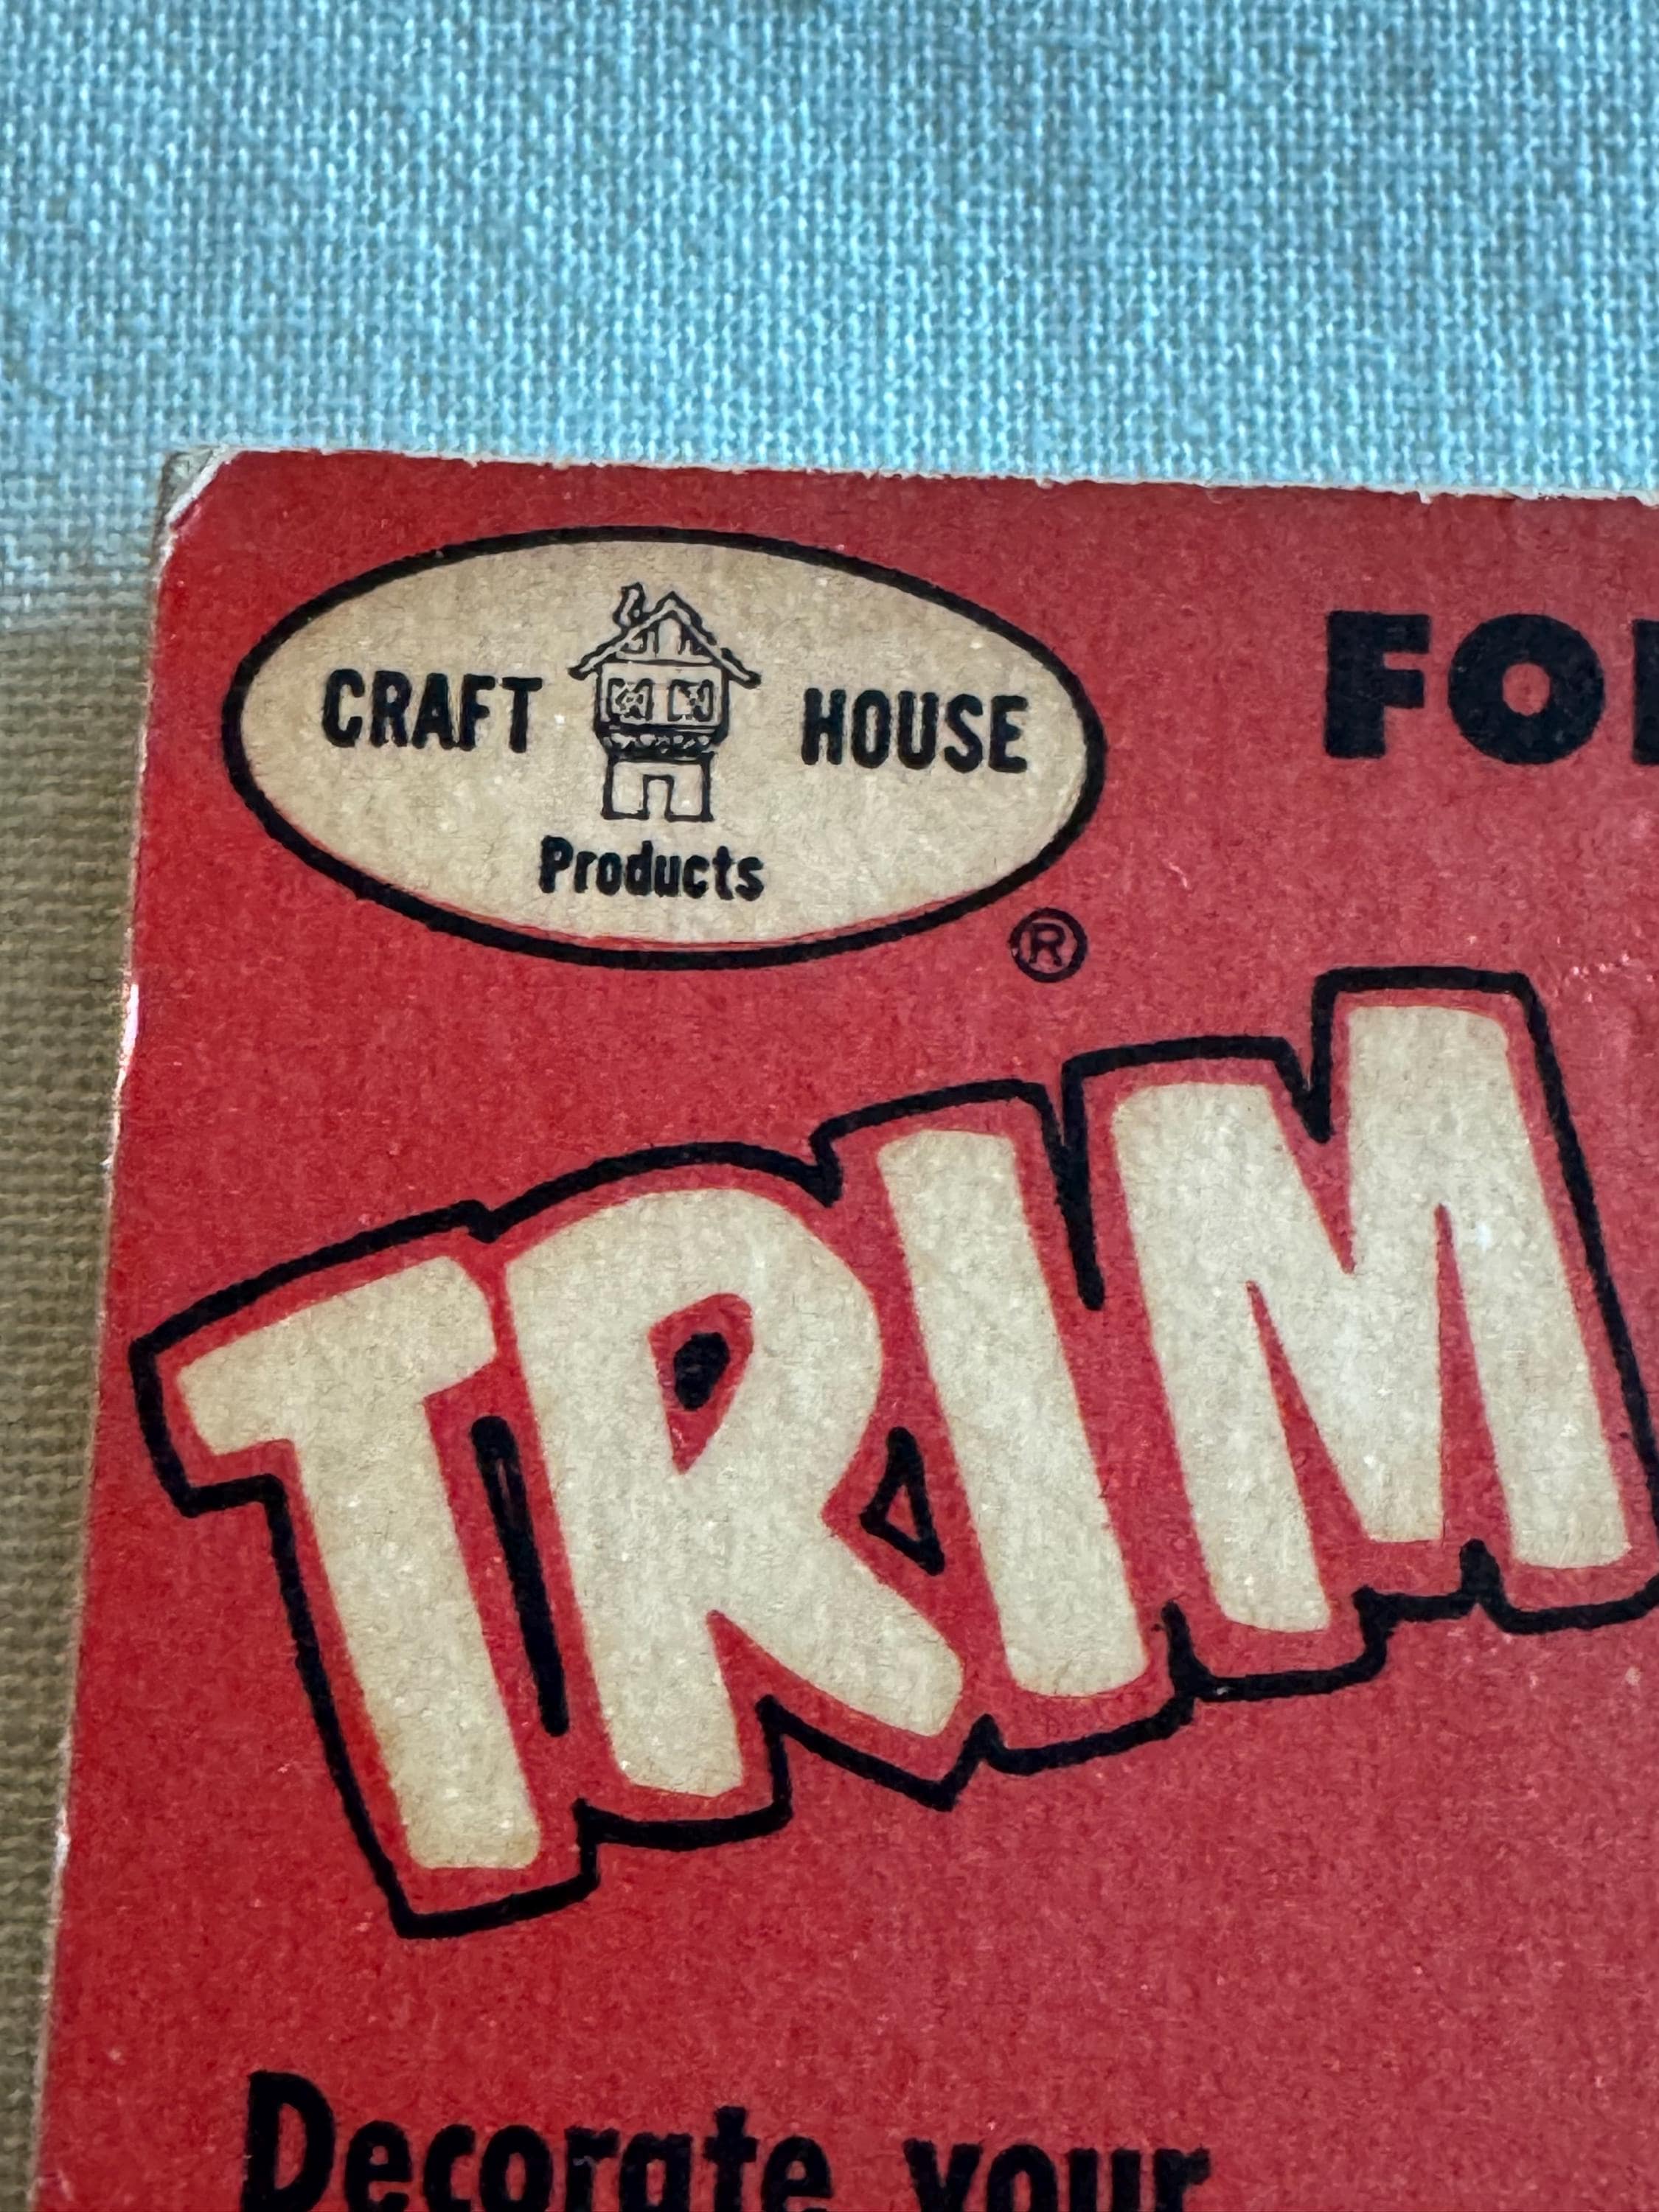 CRAFT HOUSE
Products
®
TRIM
Decorate your